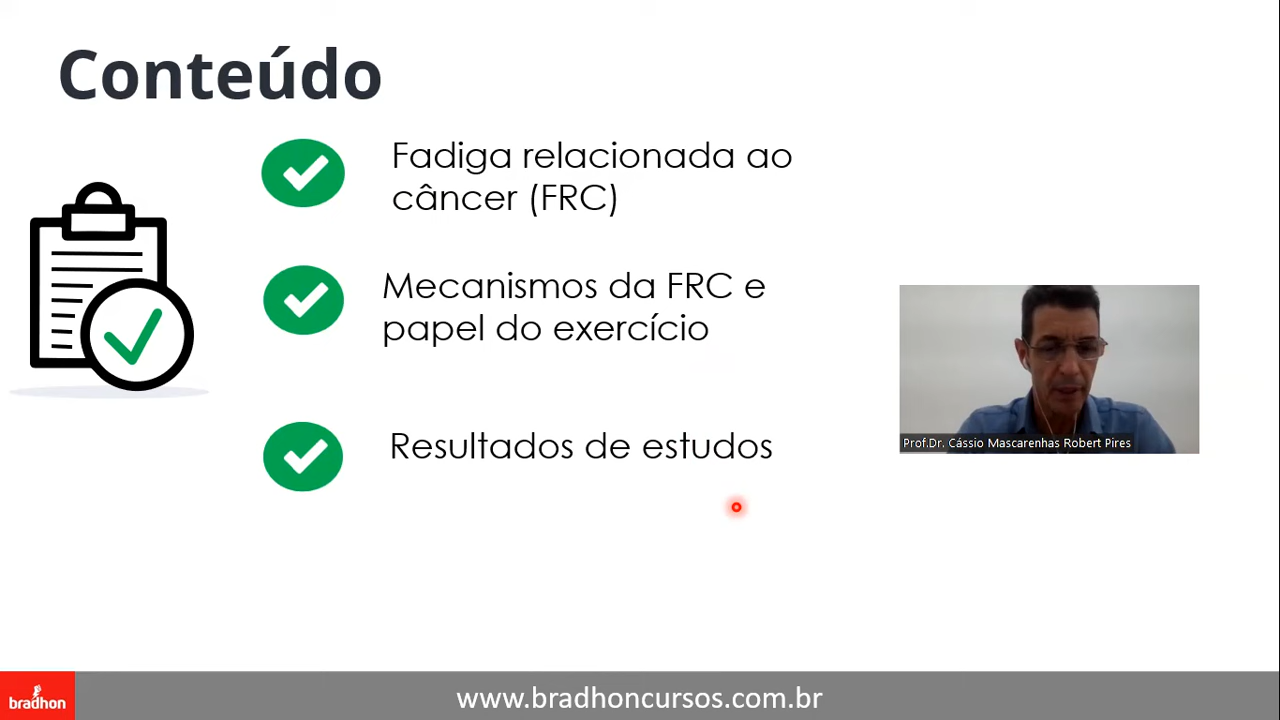 Conteúdo
Fadiga relacionada ao
câncer (FRC)
Mecanismos da FRC e
papel do exercício
Resultados de estudos
Prof.Dr. Cássio Mascarenhas Robert Pires
bradhon
www.bradhoncursos.com.br